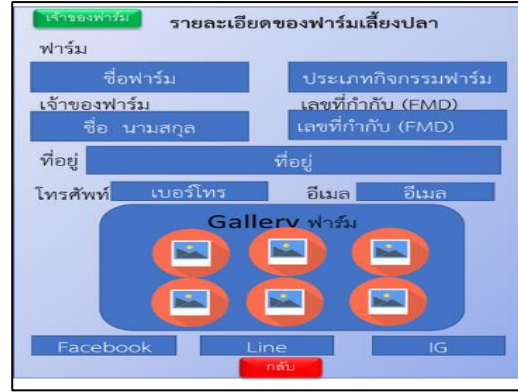 เจ้าของฟาร์ม
รายละเอียดของฟาร์มเลี้ยงปลา
ฟาร์ม
ชื่อฟาร์ม ประเภทกิจกรรมฟาร์ม
เจ้าของฟาร์ม เลขที่กำกับ (FMD)
ชื่อ นามสกุล เลขที่กำกับ (FMD)
ที่อยู่ ที่อยู่
โทรศัพท์ เบอร์โทร อีเมล อีเมล
Gallery ฟาร์ม
Facebook Line IG
กลับ